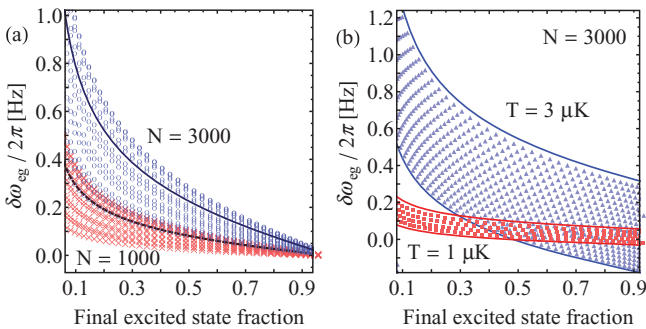 (a)
δω_eg / 2π [Hz]
1.0
0.8
0.6
0.4
0.2
0.0
N = 3000
N = 1000
0.1 0.3 0.5 0.7 0.9
Final excited state fraction
(b)
δω_eg / 2π [Hz]
1.2
1.0
0.8
0.6
0.4
0.2
0.0
N = 3000
T = 3 μK
T = 1 μK
0.1 0.3 0.5 0.7 0.9
Final excited state fraction